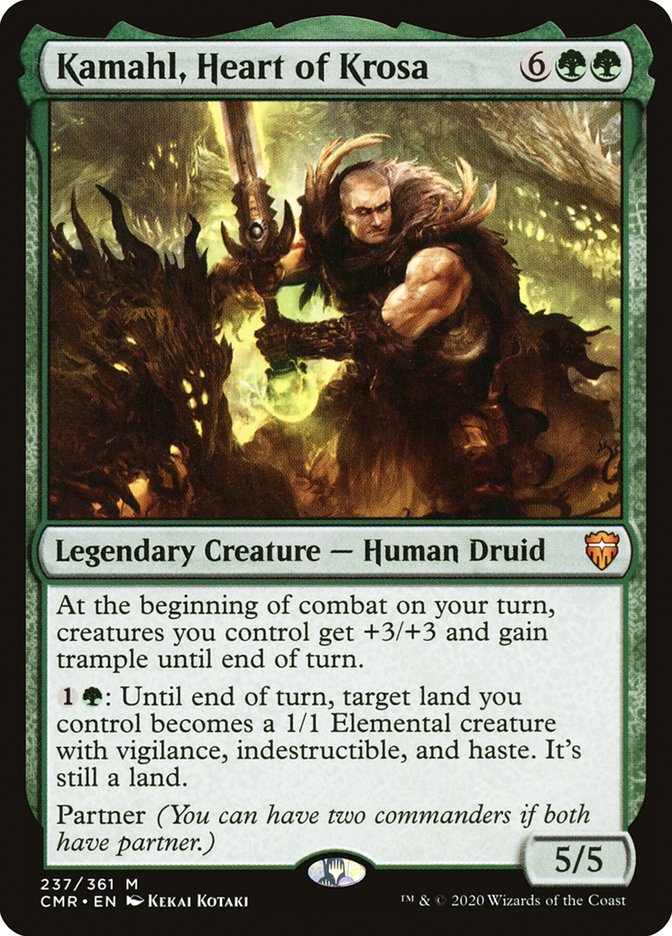 Kamahl, Heart of Krosa 6
Legendary Creature — Human Druid
At the beginning of combat on your turn,
creatures you control get +3/+3 and gain
trample until end of turn.
1 : Until end of turn, target land you
control becomes a 1/1 Elemental creature
with vigilance, indestructible, and haste. It's
still a land.
Partner (You can have two commanders if both
have partner.)
5/5
237/361 M
CMR • EN Kekai Kotaki
™ & © 2020 Wizards of the Coast